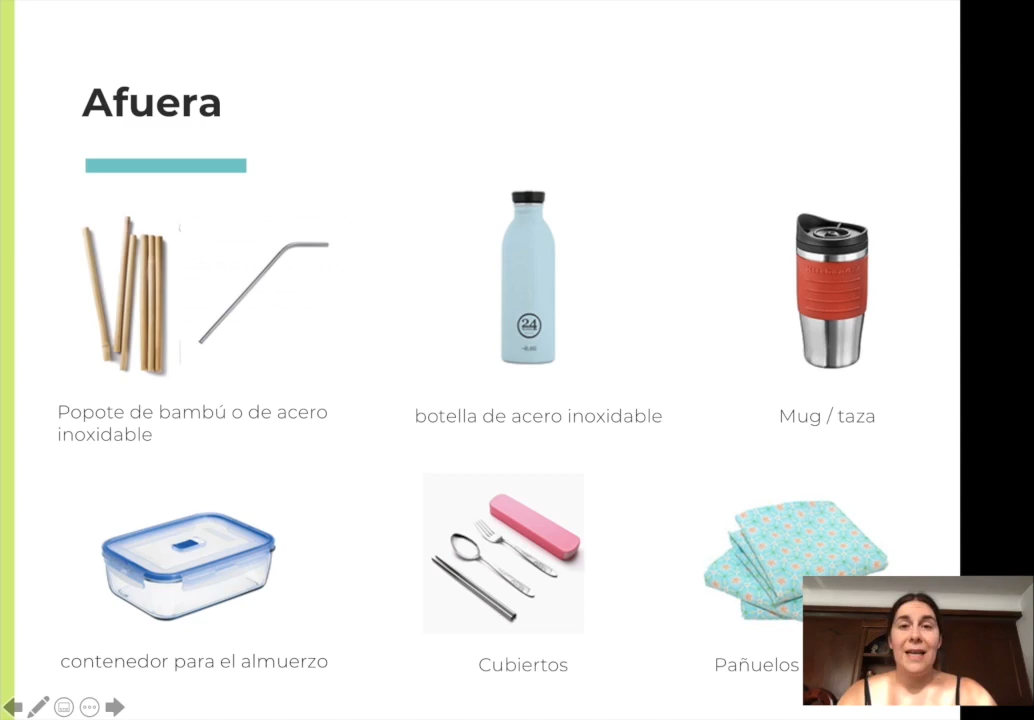 Afuera
24
Popote de bambú o de acero
inoxidable
botella de acero inoxidable
Mug / taza
contenedor para el almuerzo
Cubiertos
Pañuelos